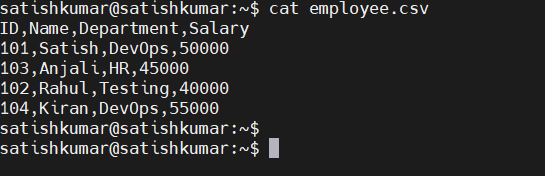 satishkumar@satishkumar:~$ cat employee.csv
ID,Name,Department,Salary
101,Satish,DevOps,50000
103,Anjali,HR,45000
102,Rahul,Testing,40000
104,Kiran,DevOps,55000
satishkumar@satishkumar:~$
satishkumar@satishkumar:~$